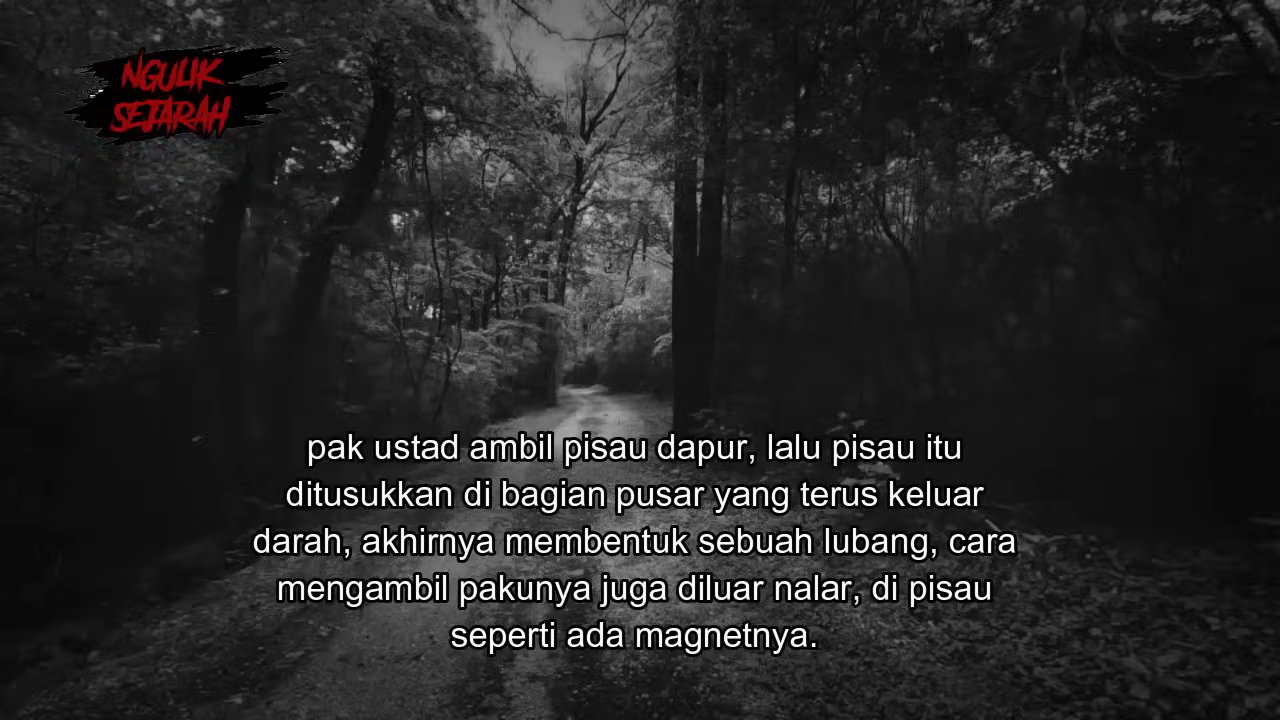 NGULIK
SEJARAH
pak ustad ambil pisau dapur, lalu pisau itu
ditusukkan di bagian pusar yang terus keluar
darah, akhirnya membentuk sebuah lubang, cara
mengambil pakunya juga diluar nalar, di pisau
seperti ada magnetnya.